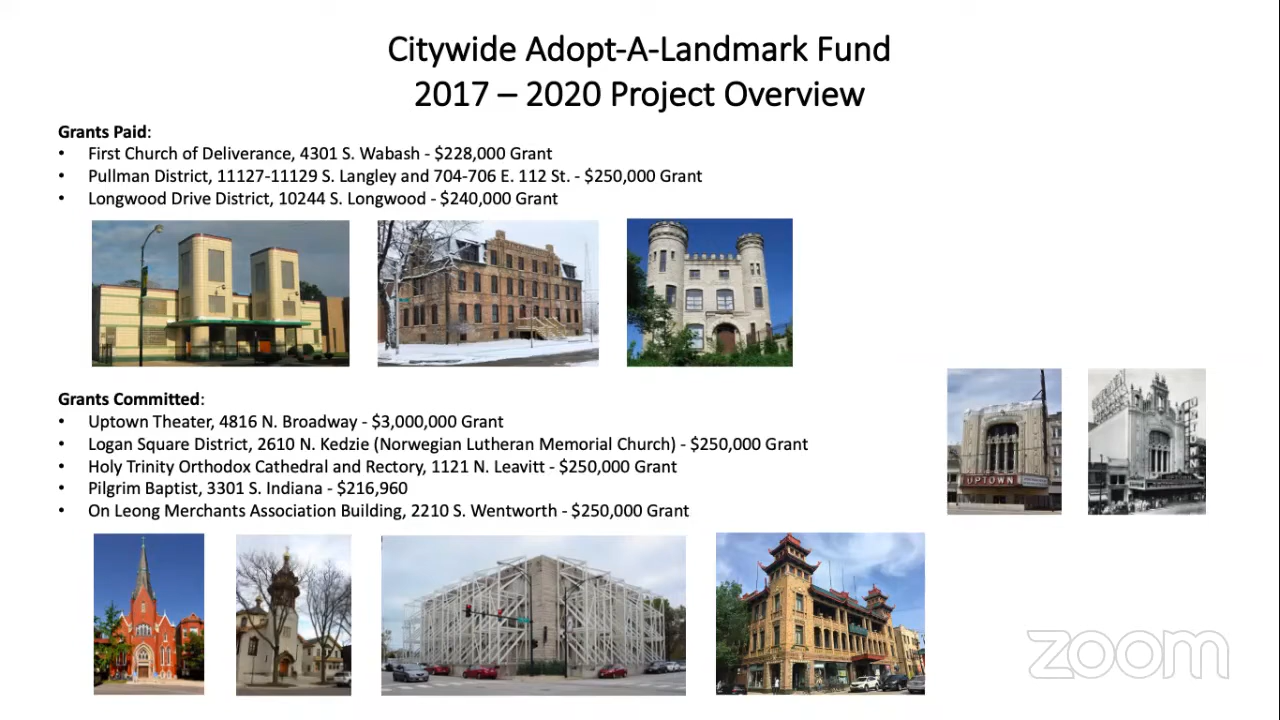 Citywide Adopt-A-Landmark Fund
2017 – 2020 Project Overview
Grants Paid:
• First Church of Deliverance, 4301 S. Wabash - $228,000 Grant
• Pullman District, 11127-11129 S. Langley and 704-706 E. 112 St. - $250,000 Grant
• Longwood Drive District, 10244 S. Longwood - $240,000 Grant
Grants Committed:
• Uptown Theater, 4816 N. Broadway - $3,000,000 Grant
• Logan Square District, 2610 N. Kedzie (Norwegian Lutheran Memorial Church) - $250,000 Grant
• Holy Trinity Orthodox Cathedral and Rectory, 1121 N. Leavitt - $250,000 Grant
• Pilgrim Baptist, 3301 S. Indiana - $216,960
• On Leong Merchants Association Building, 2210 S. Wentworth - $250,000 Grant
UPTOWN
zoom